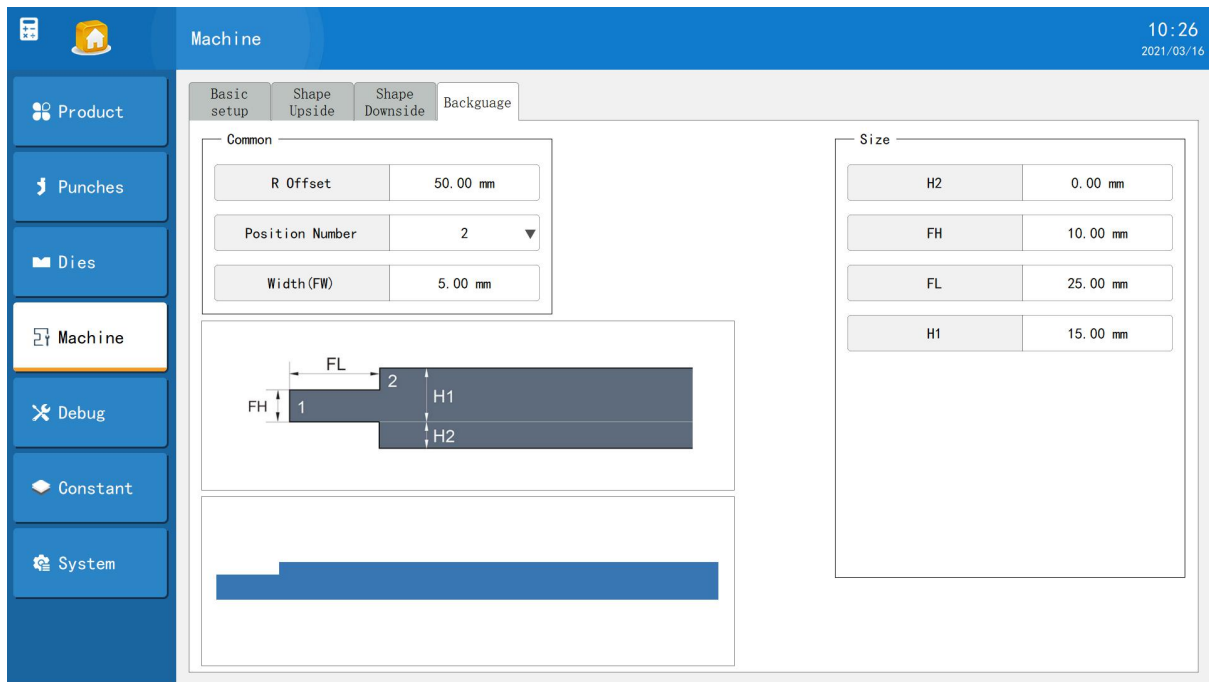 Machine
10:26
2021/03/16
Product
Punches
Dies
Machine
Debug
Constant
System
Basic
setup
Shape
Upside
Shape
Downside
Backguage
Common
R Offset
50.00 mm
Position Number
2
Width(FW)
5.00 mm
FL
2
FH
1
H1
H2
Size
H2
0.00 mm
FH
10.00 mm
FL
25.00 mm
H1
15.00 mm